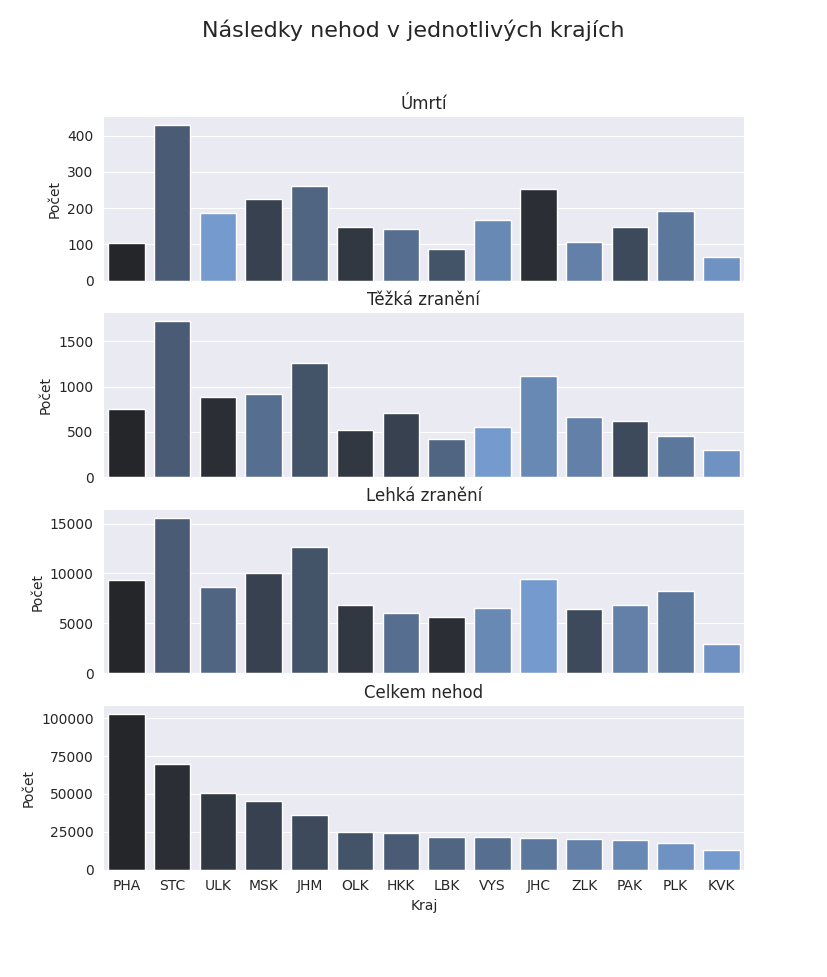 Následky nehod v jednotlivých krajích
Úmrtí
Počet
400
300
200
100
0
Těžká zranění
Počet
1500
1000
500
0
Lehká zranění
Počet
15000
10000
5000
0
Celkem nehod
Počet
100000
75000
50000
25000
0
PHA STC ULK MSK JHM OLK HKK LBK VYS JHC ZLK PAK PLK KVK
Kraj